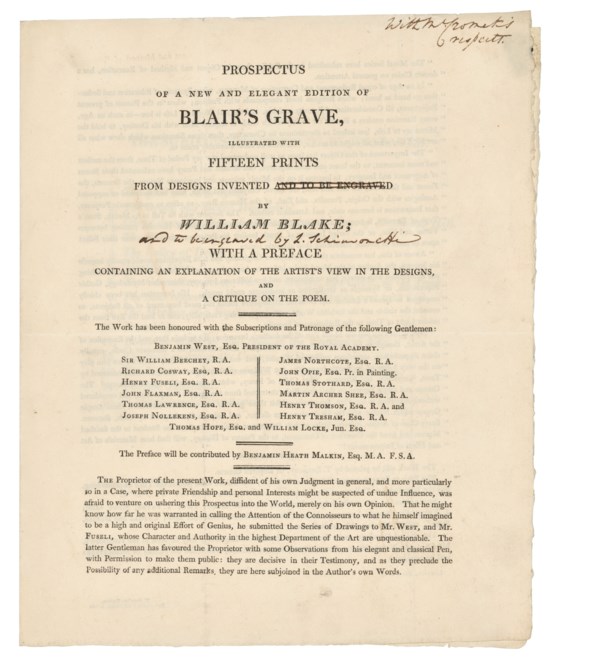 With Mr Cromek's
respects.
PROSPECTUS
OF A NEW AND ELEGANT EDITION OF
BLAIR'S GRAVE,
ILLUSTRATED WITH
FIFTEEN PRINTS
FROM DESIGNS INVENTED AND TO BE ENGRAVED
BY
WILLIAM BLAKE;
and to be engraved by L. Schiavonetti
WITH A PREFACE
CONTAINING AN EXPLANATION OF THE ARTIST'S VIEW IN THE DESIGNS,
AND
A CRITIQUE ON THE POEM.
The Work has been honoured with the Subscriptions and Patronage of the following Gentlemen:
BENJAMIN WEST, ESQ. PRESIDENT OF THE ROYAL ACADEMY.
SIR WILLIAM BEECHEY, R. A.
RICHARD COSWAY, ESQ. R. A.
HENRY FUSELI, ESQ. R. A.
JOHN FLAXMAN, ESQ. R. A.
THOMAS LAWRENCE, ESQ. R. A.
JOSEPH NOLLEKENS, ESQ. R. A.
JAMES NORTHCOTE, ESQ. R. A.
JOHN OPIE, ESQ. Pr. in Painting.
THOMAS STOTHARD, ESQ. R. A.
MARTIN ARCHER SHEE, ESQ. R. A.
HENRY THOMSON, ESQ. R. A. and
HENRY TRESHAM, ESQ. R. A.
THOMAS HOPE, ESQ. and WILLIAM LOCKE, Jun. ESQ.
The Preface will be contributed by BENJAMIN HEATH MALKIN, Esq. M. A. F. S. A.
THE Proprietor of the present Work, diffident of his own Judgment in general, and more particularly
so in a Case, where private Friendship and personal Interests might be suspected of undue Influence, was
afraid to venture on ushering this Prospectus into the World, merely on his own Opinion. That he might
know how far he was warranted in calling the Attention of the Connoisseurs to what he himself imagined
to be a high and original Effort of Genius, he submitted the Series of Drawings to MR. WEST, and MR.
FUSELI, whose Character and Authority in the highest Department of the Art are unquestionable. The
latter Gentleman has favoured the Proprietor with some Observations from his elegant and classical Pen,
with Permission to make them public: they are decisive in their Testimony, and as they preclude the
Possibility of any additional Remarks, they are here subjoined in the Author's own Words.